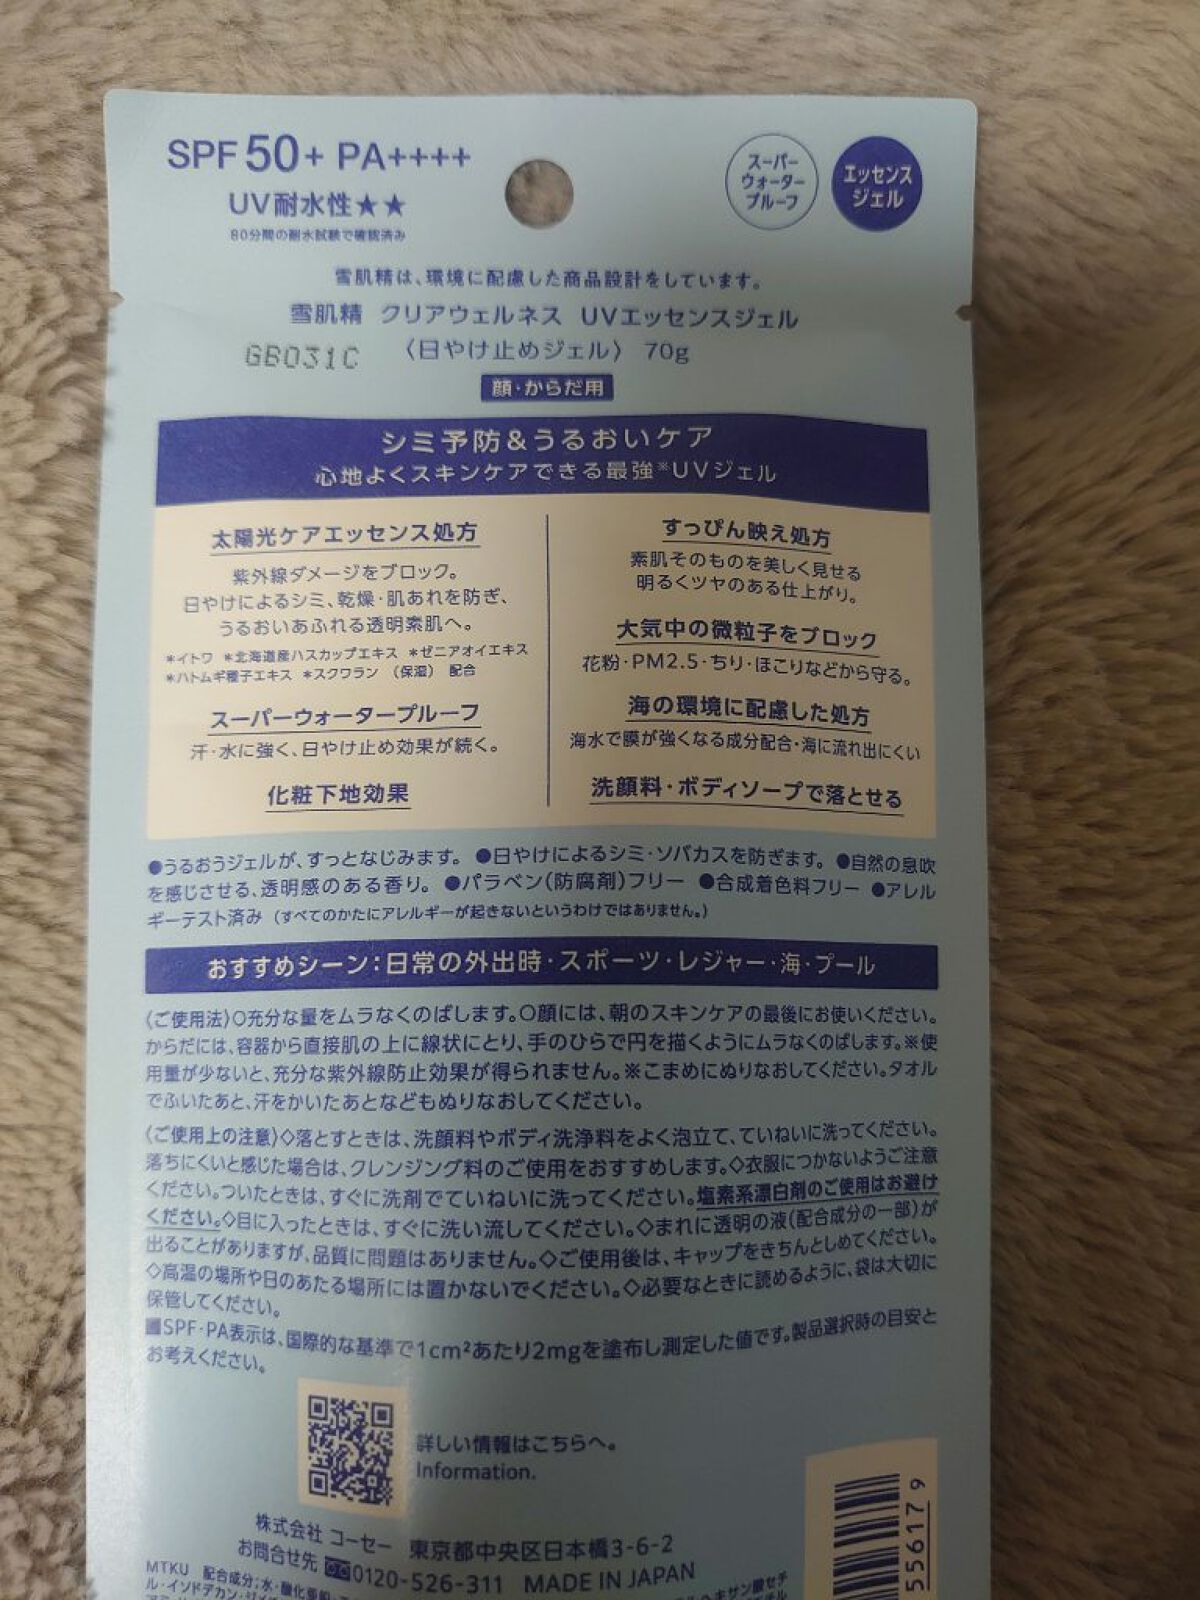 SPF 50+ PA++++
UV耐水性★★
80分間の耐水試験で確認済み
スーパー
ウォーター
プルーフ
エッセンス
ジェル
雪肌精は、環境に配慮した商品設計をしています。
雪肌精 クリアウェルネス UVエッセンスジェル
GB031C
〈日やけ止めジェル〉 70g
顔・からだ用
シミ予防&うるおいケア
心地よくスキンケアできる最強※UVジェル
太陽光ケアエッセンス処方
紫外線ダメージをブロック。
日やけによるシミ、乾燥・肌あれを防ぎ、
うるおいあふれる透明素肌へ。
＊イトワ ＊北海道産ハスカップエキス ＊ゼニアオイエキス
＊ハトムギ種子エキス ＊スクワラン （保湿） 配合
スーパーウォータープルーフ
汗・水に強く、日やけ止め効果が続く。
化粧下地効果
すっぴん映え処方
素肌そのものを美しく見せる
明るくツヤのある仕上がり。
大気中の微粒子をブロック
花粉・PM2.5・ちり・ほこりなどから守る。
海の環境に配慮した処方
海水で膜が強くなる成分配合・海に流れ出にくい
洗顔料・ボディソープで落とせる
●うるおうジェルが、すっとなじみます。 ●日やけによるシミ・ソバカスを防ぎます。 ●自然の息吹
を感じさせる、透明感のある香り。 ●パラベン（防腐剤）フリー ●合成着色料フリー ●アレル
ギーテスト済み （すべてのかたにアレルギーが起きないというわけではありません。）
おすすめシーン：日常の外出時・スポーツ・レジャー・海・プール
〈ご使用法〉○充分な量をムラなくのばします。○顔には、朝のスキンケアの最後にお使いください。
からだには、容器から直接肌の上に線状にとり、手のひらで円を描くようにムラなくのばします。※使
用量が少ないと、充分な紫外線防止効果が得られません。※こまめにぬりなおしてください。タオル
でふいたあと、汗をかいたあとなどもぬりなおしてください。
〈ご使用上の注意〉◇落とすときは、洗顔料やボディ洗浄料をよく泡立て、ていねいに洗ってください。
落ちにくいと感じた場合は、クレンジング料のご使用をおすすめします。◇衣服につかないようご注意
ください。ついたときは、すぐに洗剤でていねいに洗ってください。塩素系漂白剤のご使用はお避け
ください。◇目に入ったときは、すぐに洗い流してください。◇まれに透明の液（配合成分の一部）が
出ることがありますが、品質に問題はありません。◇ご使用後は、キャップをきちんとしめてください。
◇高温の場所や日のあたる場所には置かないでください。◇必要なときに読めるように、袋は大切に
保管してください。
■SPF・PA表示は、国際的な基準で1cm²あたり2mgを塗布し測定した値です。製品選択時の目安と
お考えください。
詳しい情報はこちらへ。
Information.
株式会社 コーセー 東京都中央区日本橋3-6-2
お問合せ先 0120-526-311 MADE IN JAPAN
MTKU 配合成分：水・酸化亜鉛
サン酸セチ
ル・イソドデカン
556179